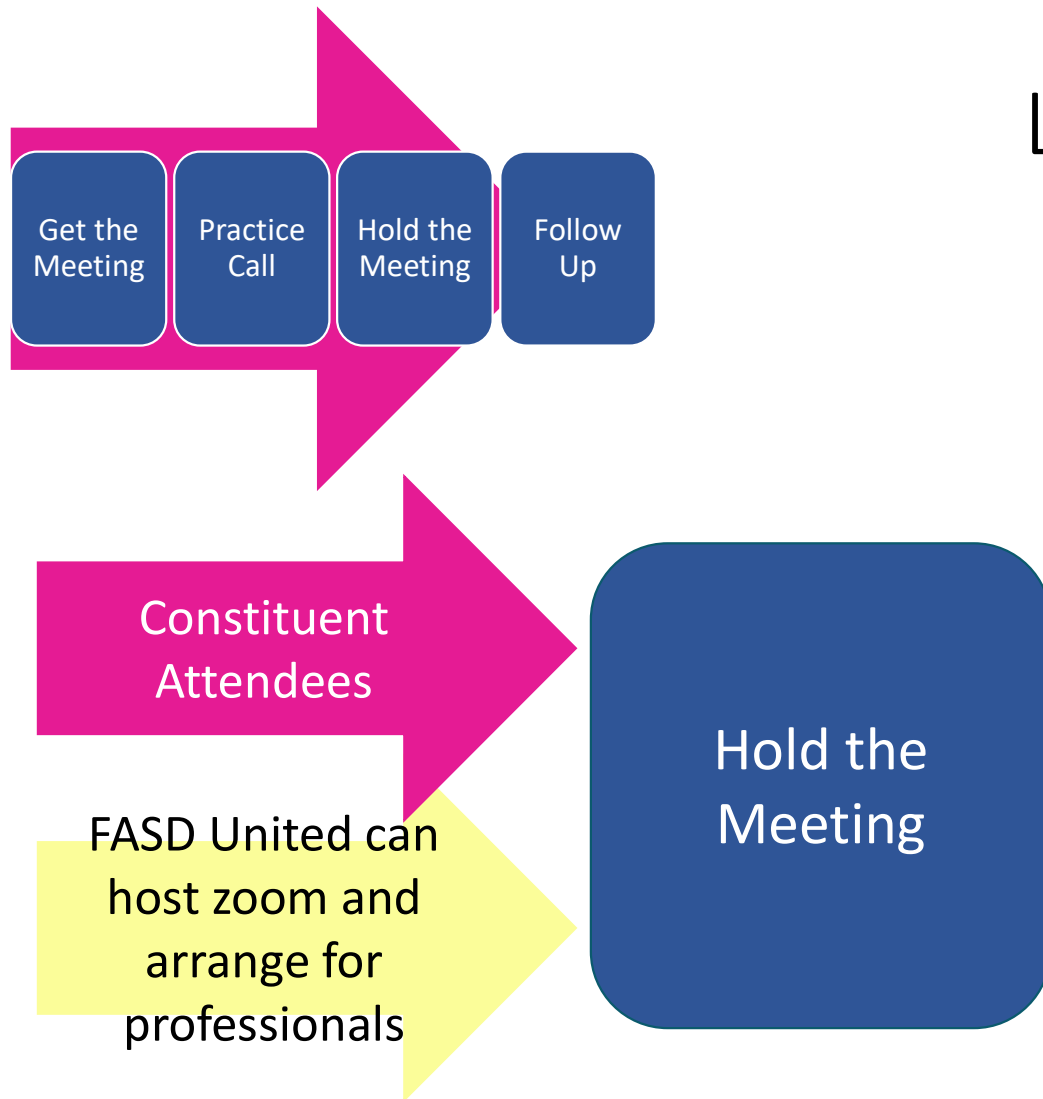 L
Get the
Meeting
Practice
Call
Hold the
Meeting
Follow
Up
Constituent
Attendees
FASD United can
host zoom and
arrange for
professionals
Hold the
Meeting